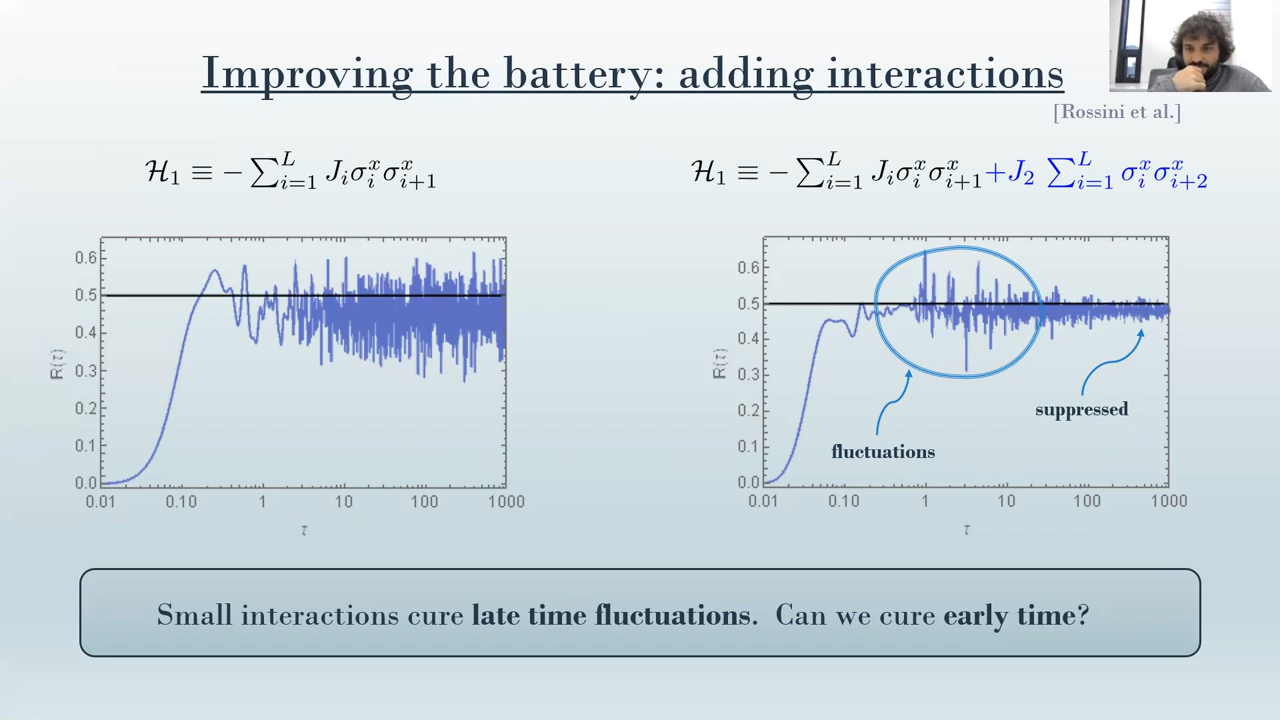 Improving the battery: adding interactions
[Rossini et al.]
ℋ₁ ≡ − ∑ᵢ₌₁ᴸ Jᵢσᵢˣσᵢ₊₁ˣ
ℋ₁ ≡ − ∑ᵢ₌₁ᴸ Jᵢσᵢˣσᵢ₊₁ˣ+J₂ ∑ᵢ₌₁ᴸ σᵢˣσᵢ₊₂ˣ
R(τ)
0.6
0.5
0.4
0.3
0.2
0.1
0.0
0.01 0.10 1 10 100 1000
τ
R(τ)
0.6
0.5
0.4
0.3
0.2
0.1
0.0
suppressed
fluctuations
0.01 0.10 1 10 100 1000
τ
Small interactions cure late time fluctuations. Can we cure early time?